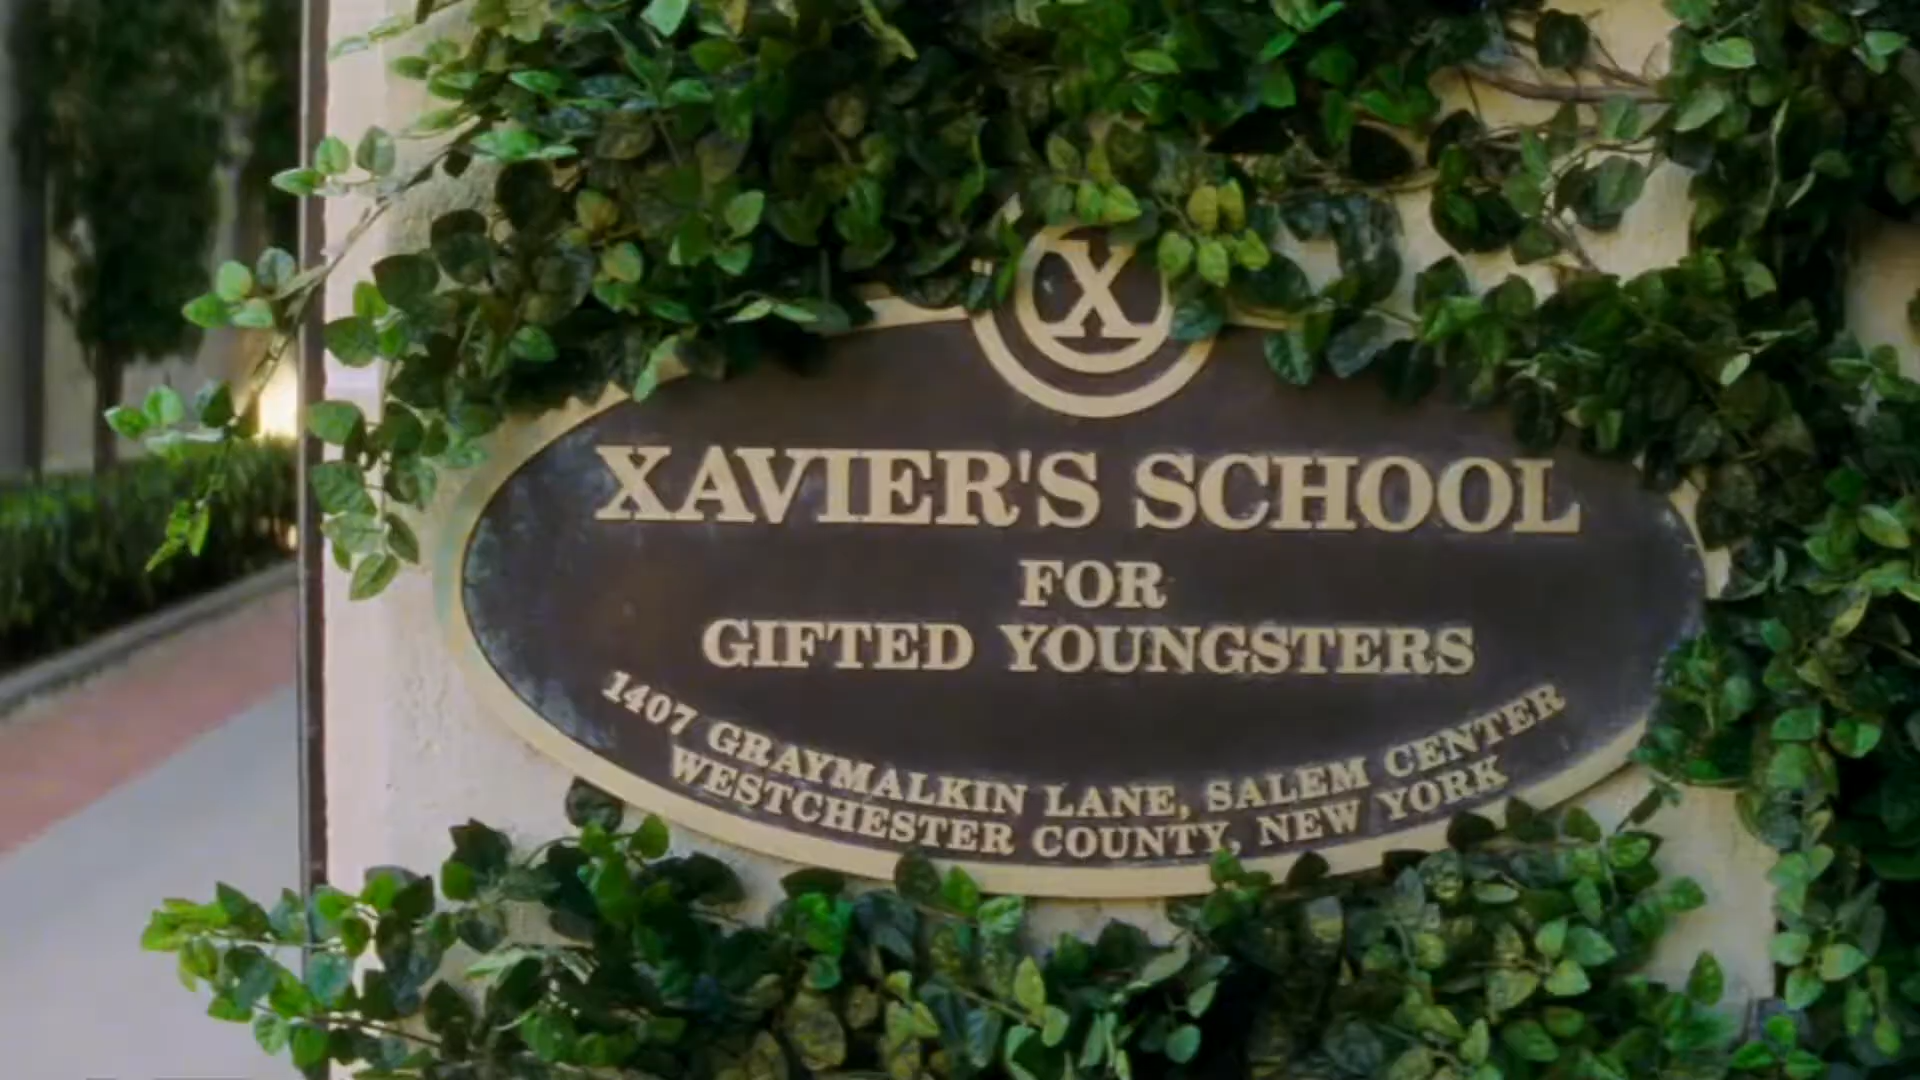 X
XAVIER'S SCHOOL
FOR
GIFTED YOUNGSTERS
1407 GRAYMALKIN LANE, SALEM CENTER
WESTCHESTER COUNTY, NEW YORK